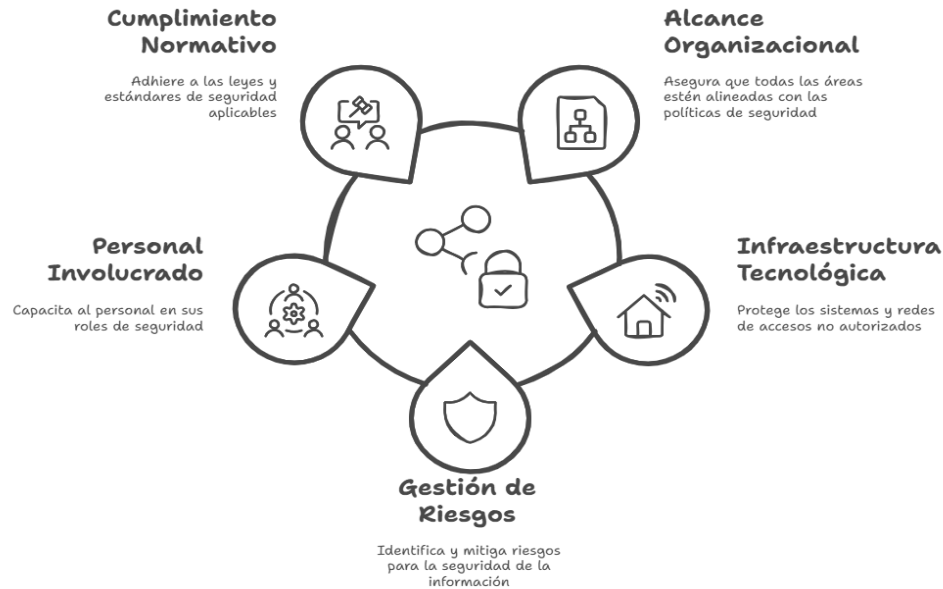 Cumplimiento
Normativo
Adhiere a las leyes y
estándares de seguridad
aplicables
Alcance
Organizacional
Asegura que todas las áreas
estén alineadas con las
políticas de seguridad
Personal
Involucrado
Capacita al personal en sus
roles de seguridad
Infraestructura
Tecnológica
Protege los sistemas y redes
de accesos no autorizados
Gestión de
Riesgos
Identifica y mitiga riesgos
para la seguridad de la
información